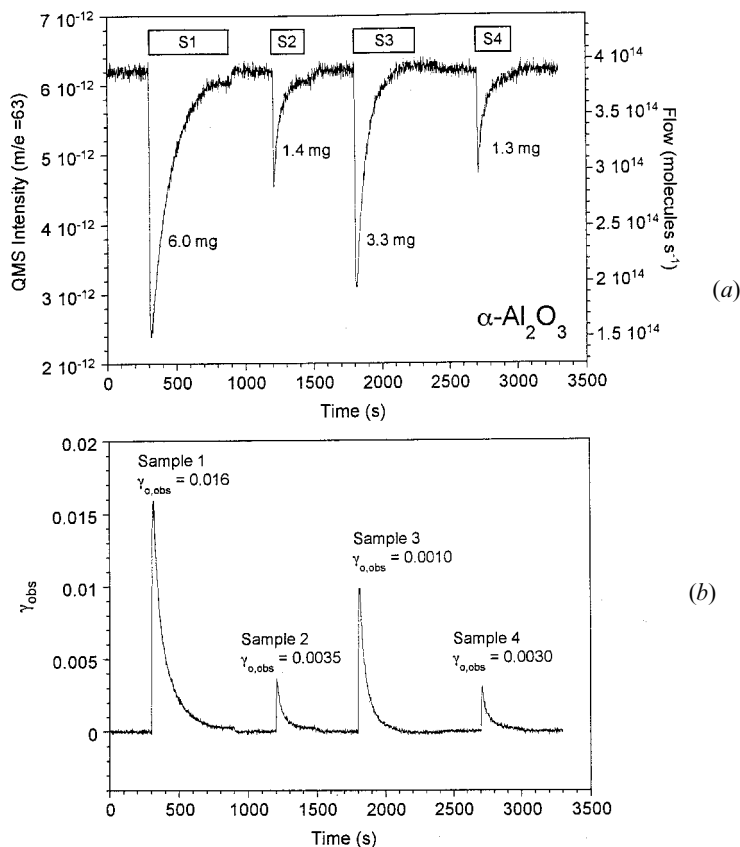 7 10-12
6 10-12
5 10-12
4 10-12
3 10-12
2 10-12
QMS Intensity (m/e =63)
S1
S2
S3
S4
6.0 mg
1.4 mg
3.3 mg
1.3 mg
α-Al2O3
4 10¹⁴
3.5 10¹⁴
3 10¹⁴
2.5 10¹⁴
2 10¹⁴
1.5 10¹⁴
Flow (molecules s⁻¹)
(a)
0 500 1000 1500 2000 2500 3000 3500
Time (s)
0.02
0.015
0.01
0.005
0
γobs
Sample 1
γo,obs = 0.016
Sample 2
γo,obs = 0.0035
Sample 3
γo,obs = 0.0010
Sample 4
γo,obs = 0.0030
(b)
0 500 1000 1500 2000 2500 3000 3500
Time (s)